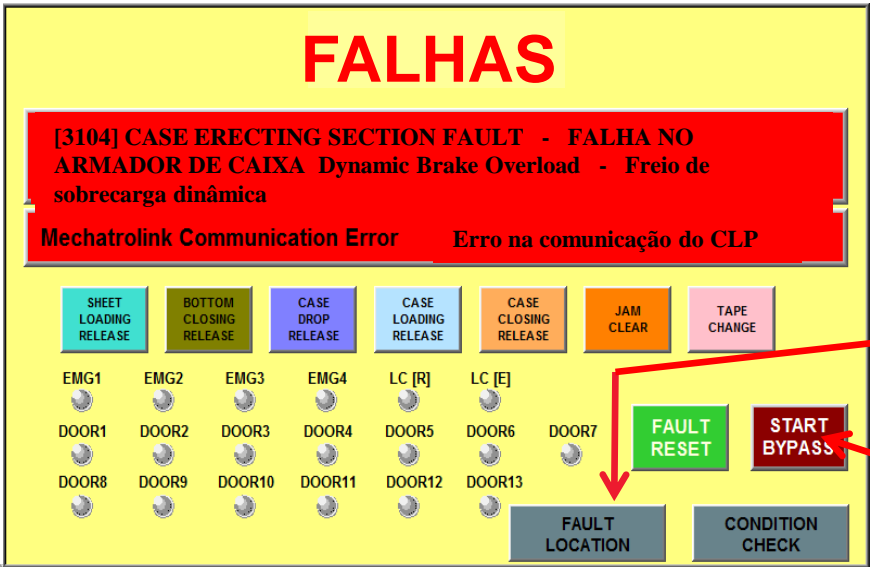 FALHAS
[3104] CASE ERECTING SECTION FAULT - FALHA NO
ARMADOR DE CAIXA Dynamic Brake Overload - Freio de
sobrecarga dinâmica
Mechatrolink Communication Error Erro na comunicação do CLP
SHEET
LOADING
RELEASE
BOTTOM
CLOSING
RELEASE
CASE
DROP
RELEASE
CASE
LOADING
RELEASE
CASE
CLOSING
RELEASE
JAM
CLEAR
TAPE
CHANGE
EMG1 EMG2 EMG3 EMG4 LC [R] LC [E]
DOOR1 DOOR2 DOOR3 DOOR4 DOOR5 DOOR6 DOOR7
FAULT
RESET
START
BYPASS
DOOR8 DOOR9 DOOR10 DOOR11 DOOR12 DOOR13
FAULT
LOCATION
CONDITION
CHECK